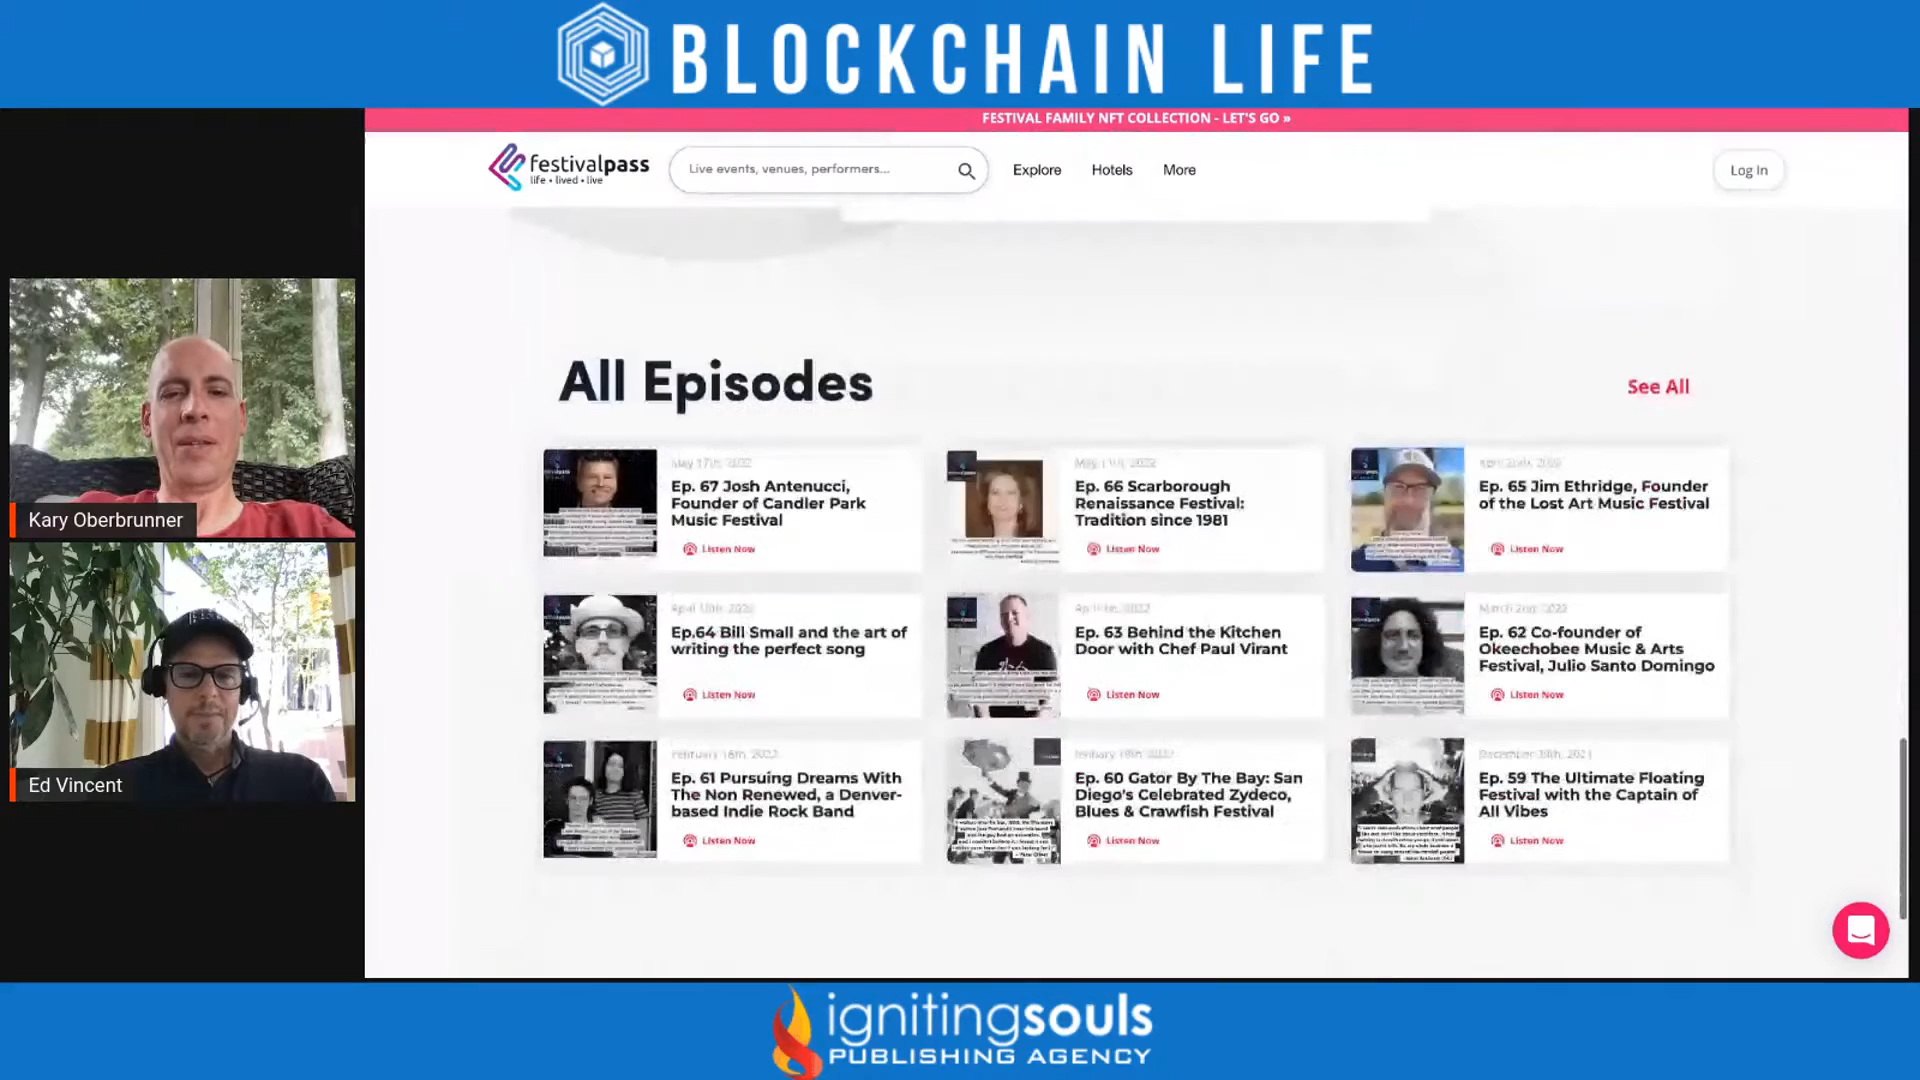 BLOCKCHAIN LIFE
FESTIVAL FAMILY NFT COLLECTION - LET'S GO »
festivalpass
life • lived • live
Live events, venues, performers...
Explore
Hotels
More
Log In
All Episodes
See All
Ep. 67 Josh Antenucci,
Founder of Candler Park
Music Festival
Listen Now
Ep. 66 Scarborough
Renaissance Festival:
Tradition since 1981
Listen Now
Ep. 65 Jim Ethridge, Founder
of the Lost Art Music Festival
Listen Now
Ep.64 Bill Small and the art of
writing the perfect song
Listen Now
Ep. 63 Behind the Kitchen
Door with Chef Paul Virant
Listen Now
Ep. 62 Co-founder of
Okeechobee Music & Arts
Festival, Julio Santo Domingo
Listen Now
Ep. 61 Pursuing Dreams With
The Non Renewed, a Denver-
based Indie Rock Band
Listen Now
Ep. 60 Gator By The Bay: San
Diego's Celebrated Zydeco,
Blues & Crawfish Festival
Listen Now
Ep. 59 The Ultimate Floating
Festival with the Captain of
All Vibes
Listen Now
Kary Oberbrunner
Ed Vincent
ignitingsouls
PUBLISHING AGENCY